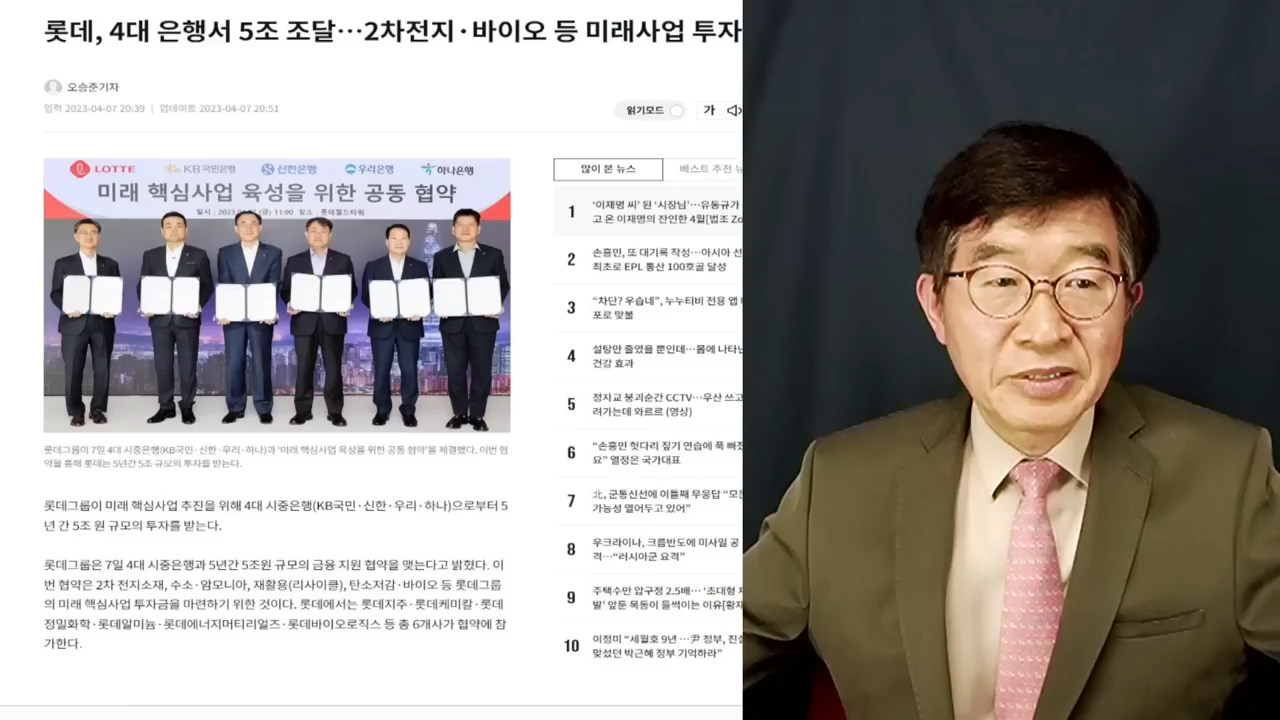 롯데, 4대 은행서 5조 조달…2차전지·바이오 등 미래사업 투자
오승준기자
입력 2023-04-07 20:39 | 업데이트 2023-04-07 20:51
읽기모드
가
LOTTE KB국민은행 신한은행 우리은행 하나은행
미래 핵심사업 육성을 위한 공동 협약
(금) 11:00 장소 : 롯데월드타워
롯데그룹이 7일 4대 시중은행(KB국민·신한·우리·하나)과 '미래 핵심사업 육성을 위한 공동 협약'을 체결했다. 이번 협
약을 통해 롯데는 5년간 5조 규모의 투자를 받는다.
롯데그룹이 미래 핵심사업 추진을 위해 4대 시중은행(KB국민·신한·우리·하나)으로부터 5
년 간 5조 원 규모의 투자를 받는다.
롯데그룹은 7일 4대 시중은행과 5년간 5조원 규모의 금융 지원 협약을 맺는다고 밝혔다. 이
번 협약은 2차 전지소재, 수소·암모니아, 재활용(리사이클), 탄소저감·바이오 등 롯데그룹
의 미래 핵심사업 투자금을 마련하기 위한 것이다. 롯데에서는 롯데지주·롯데케미칼·롯데
정밀화학·롯데알미늄·롯데에너지머티리얼즈·롯데바이오로직스 등 총 6개사가 협약에 참
가한다.
많이 본 뉴스
베스트 추천
1 '이재명 씨' 된 '시장님'…유동규가
고 온 이재명의 잔인한 4월[법조 Zo
2 손흥민, 또 대기록 작성…아시아 선
최초로 EPL 통산 100호골 달성
3 "차단? 우습네", 누누티비 전용 앱
포로 맞불
4 설탕만 줄였을 뿐인데…몸에 나타난
건강 효과
5 정자교 붕괴순간 CCTV…우산 쓰고
려가는데 와르르 (영상)
6 "손흥민 헛다리 짚기 연습에 푹 빠졌
요" 열정은 국가대표
7 北, 군통신선에 이틀째 무응답 "모든
가능성 열어두고 있어"
8 우크라이나, 크름반도에 미사일 공
격…"러시아군 요격"
9 주택수만 압구정 2.5배… '초대형 재
발' 앞둔 목동이 들썩이는 이유[황재
10 이정미 "세월호 9년 …尹 정부, 진실
맞섰던 박근혜 정부 기억하라"